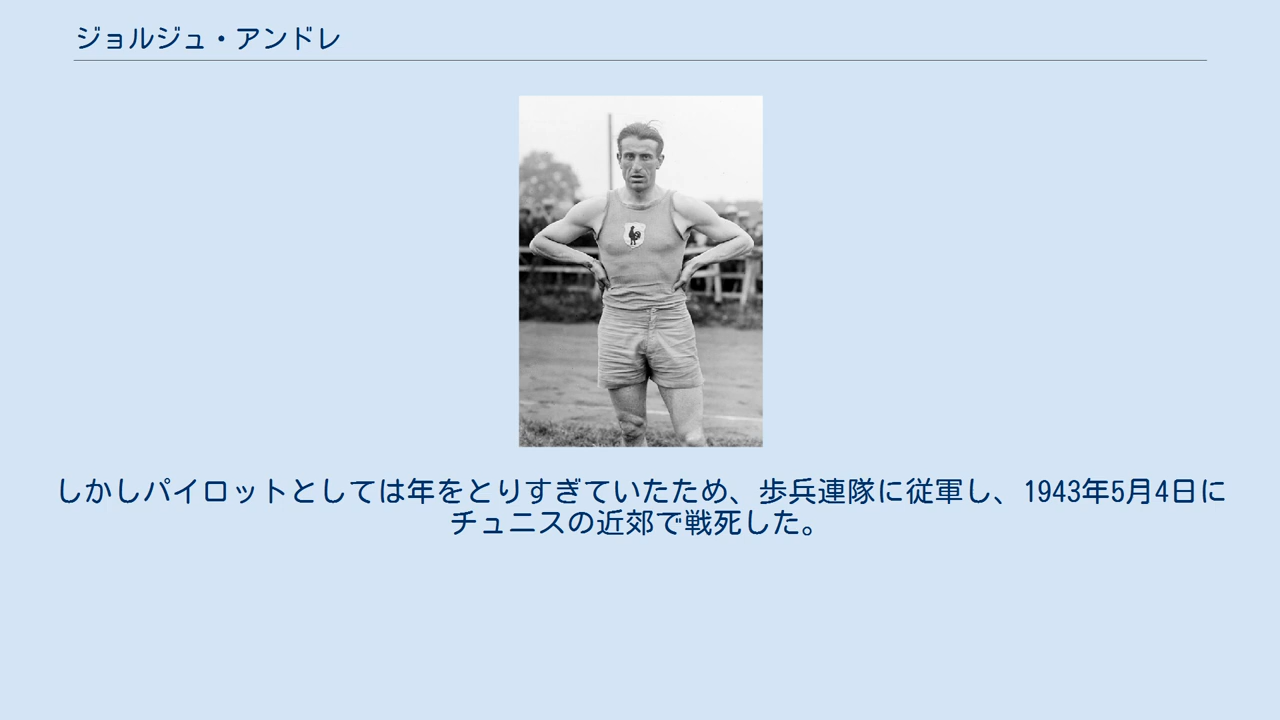 ジョルジュ・アンドレ
しかしパイロットとしては年をとりすぎていたため、歩兵連隊に従軍し、1943年5月4日に
チュニスの近郊で戦死した。